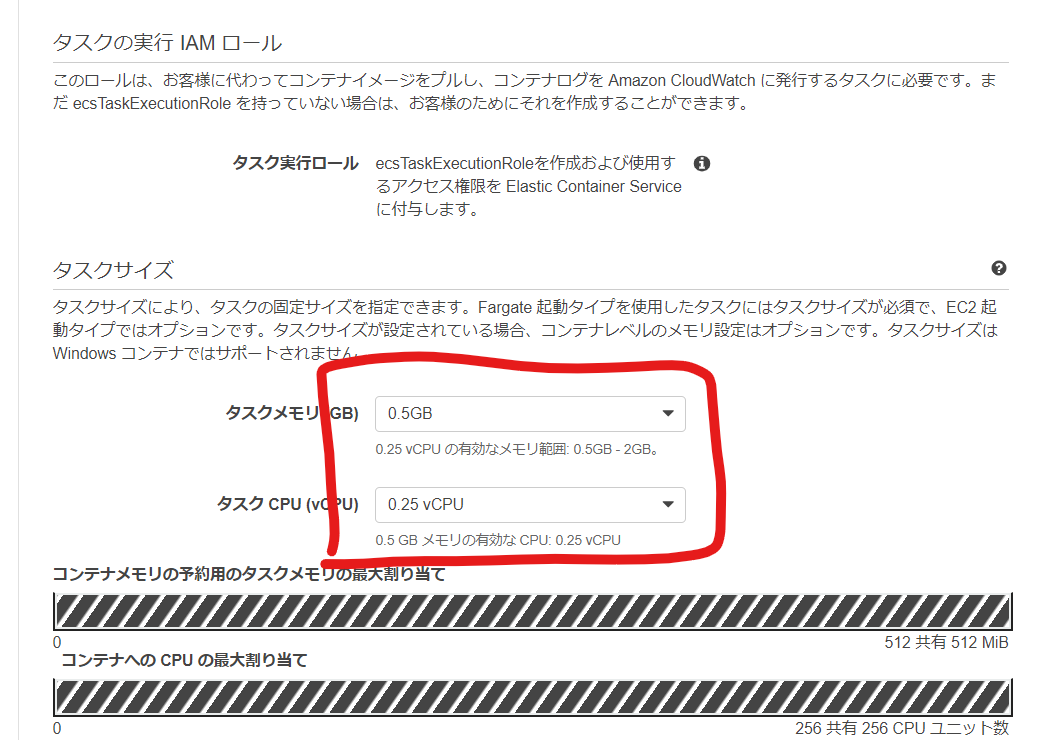 タスクの実行 IAM ロール
このロールは、お客様に代わってコンテナイメージをプルし、コンテナログを Amazon CloudWatch に発行するタスクに必要です。ま
だ ecsTaskExecutionRole を持っていない場合は、お客様のためにそれを作成することができます。
タスク実行ロール ecsTaskExecutionRoleを作成および使用す
るアクセス権限を Elastic Container Service
に付与します。
タスクサイズ
タスクサイズにより、タスクの固定サイズを指定できます。Fargate 起動タイプを使用したタスクにはタスクサイズが必須で、EC2 起
動タイプではオプションです。タスクサイズが設定されている場合、コンテナレベルのメモリ設定はオプションです。タスクサイズは
Windows コンテナではサポートされません。
タスクメモリ (GB) 0.5GB
0.25 vCPU の有効なメモリ範囲: 0.5GB - 2GB。
タスク CPU (vCPU) 0.25 vCPU
0.5 GB メモリの有効な CPU: 0.25 vCPU
コンテナメモリの予約用のタスクメモリの最大割り当て
0 512 共有 512 MiB
コンテナへの CPU の最大割り当て
0 256 共有 256 CPU ユニット数